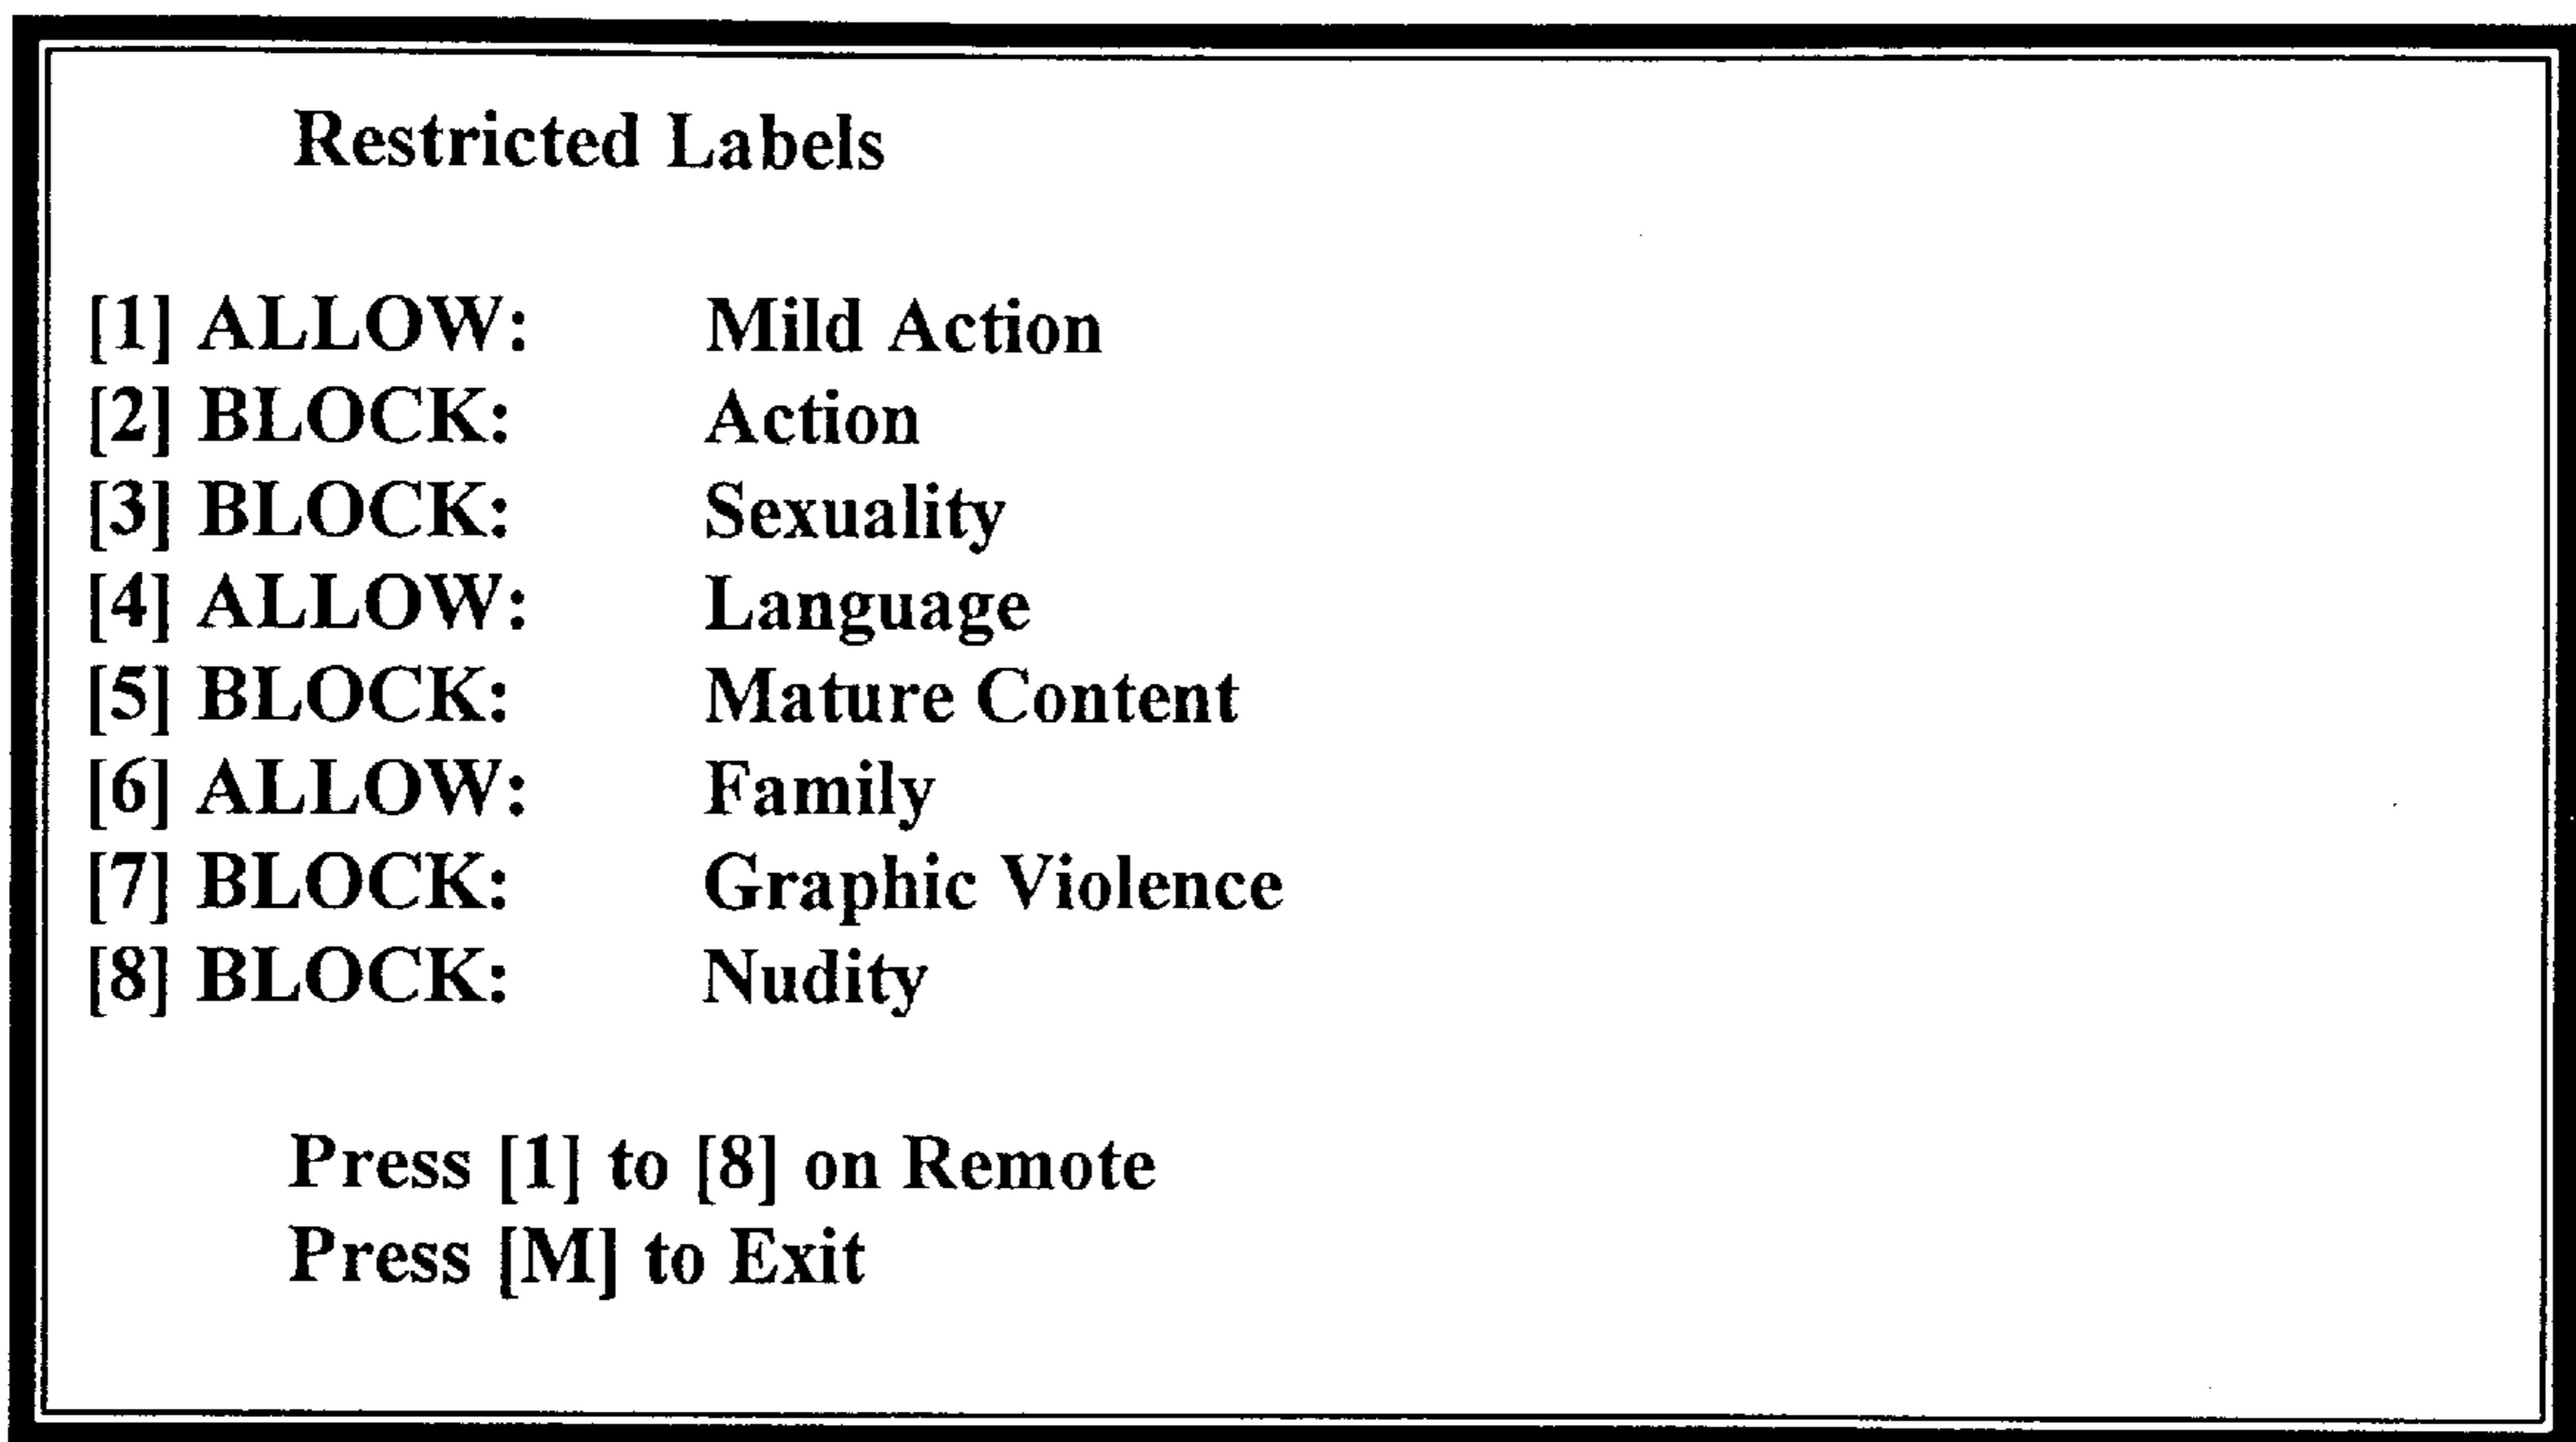 Restricted Labels
[1] ALLOW: Mild Action
[2] BLOCK: Action
[3] BLOCK: Sexuality
[4] ALLOW: Language
[5] BLOCK: Mature Content
[6] ALLOW: Family
[7] BLOCK: Graphic Violence
[8] BLOCK: Nudity
Press [1] to [8] on Remote
Press [M] to Exit